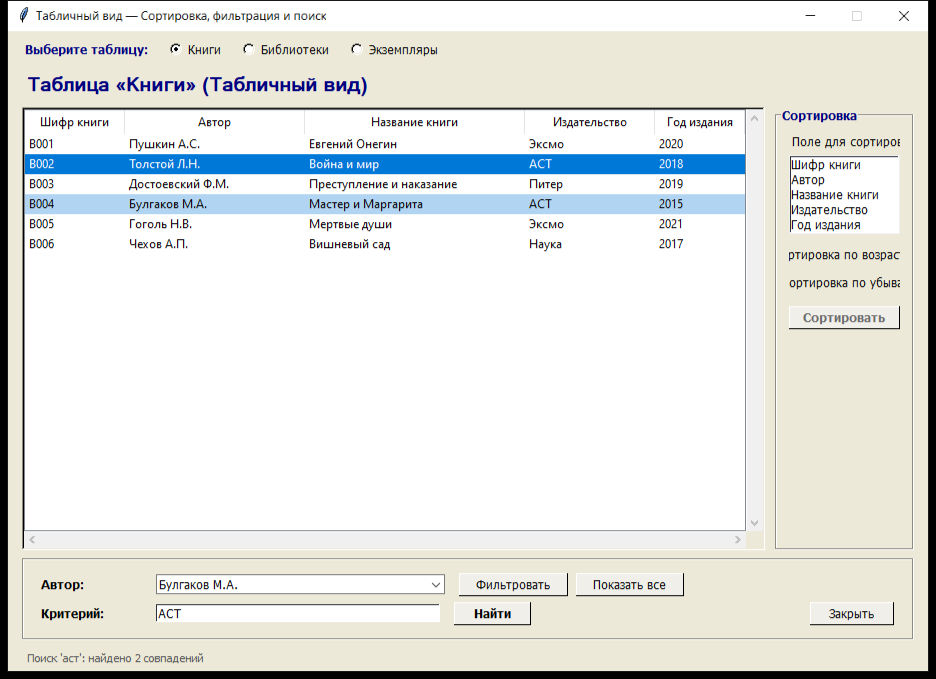 Табличный вид — Сортировка, фильтрация и поиск
Выберите таблицу: Книги Библиотеки Экземпляры
Таблица «Книги» (Табличный вид)
Шифр книги Автор Название книги Издательство Год издания
B001 Пушкин А.С. Евгений Онегин Эксмо 2020
B002 Толстой Л.Н. Война и мир АСТ 2018
B003 Достоевский Ф.М. Преступление и наказание Питер 2019
B004 Булгаков М.А. Мастер и Маргарита АСТ 2015
B005 Гоголь Н.В. Мертвые души Эксмо 2021
B006 Чехов А.П. Вишневый сад Наука 2017
Сортировка
Поле для сортиров
Шифр книги
Автор
Название книги
Издательство
Год издания
ртировка по возраст
ортировка по убыва
Сортировать
Автор: Булгаков М.А. Фильтровать Показать все
Критерий: АСТ Найти Закрыть
Поиск 'аст': найдено 2 совпадений